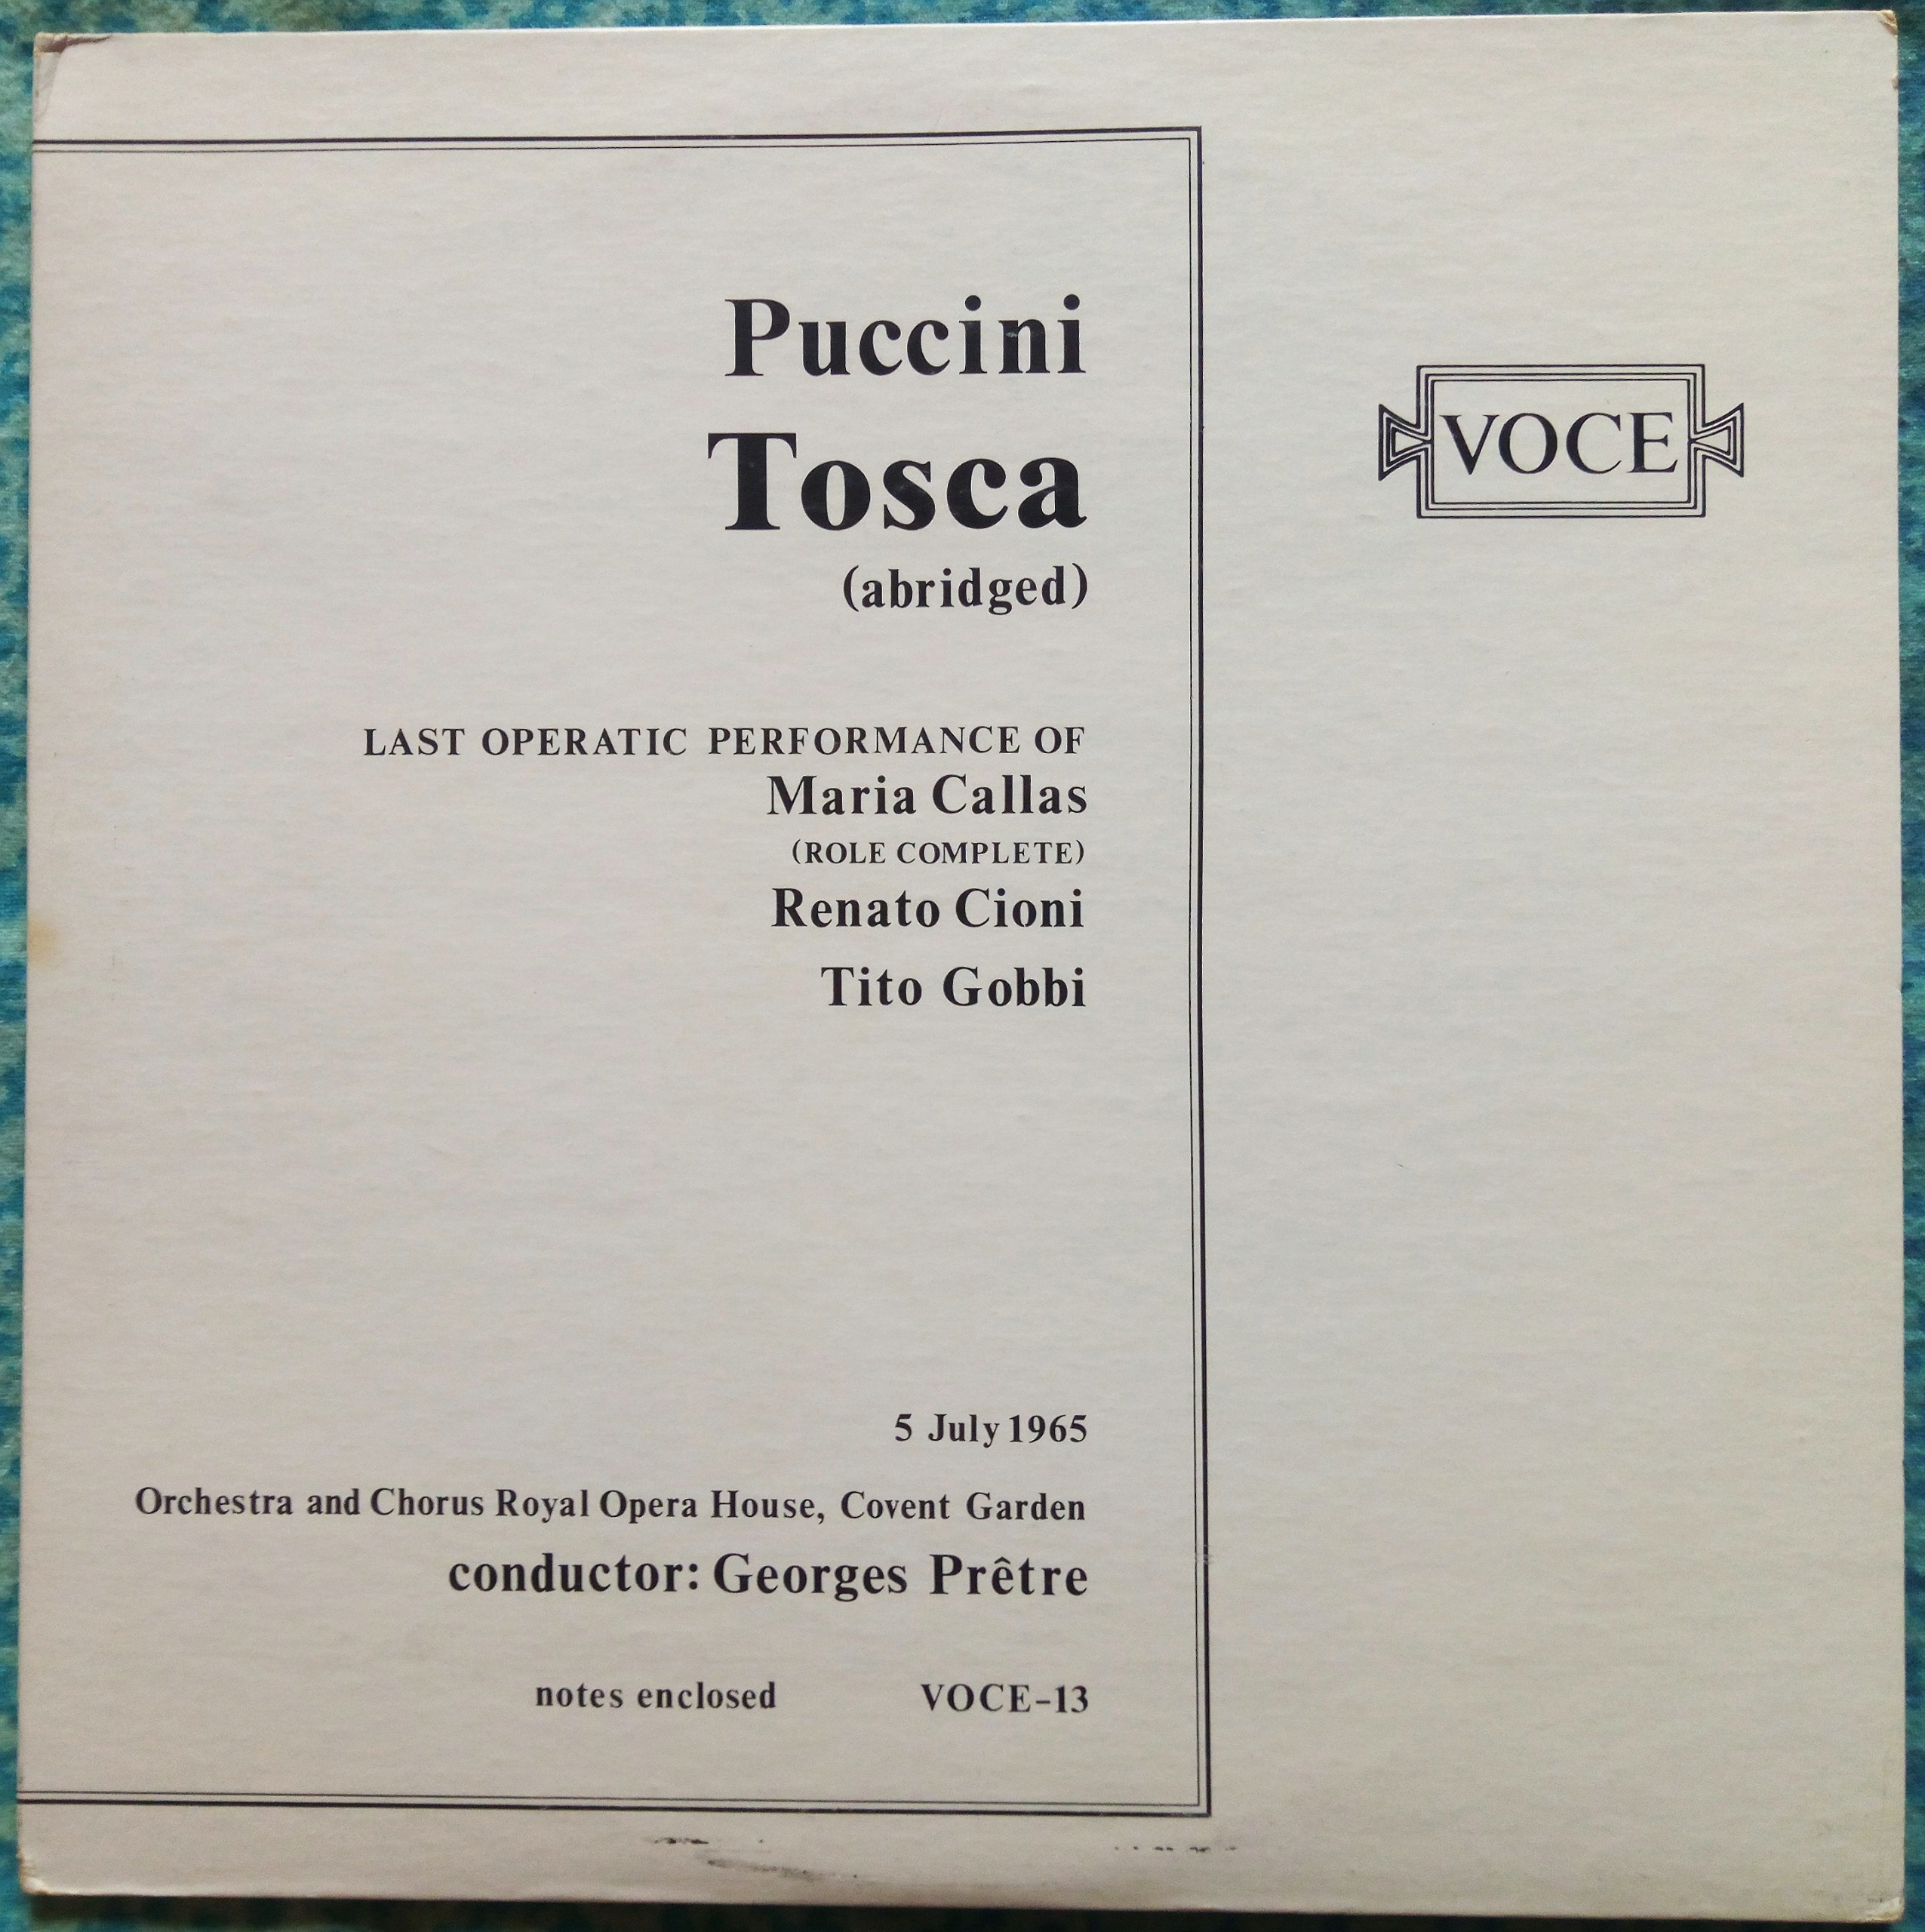 Puccini
Tosca
(abridged)
VOCE
LAST OPERATIC PERFORMANCE OF
Maria Callas
(ROLE COMPLETE)
Renato Cioni
Tito Gobbi
5 July 1965
Orchestra and Chorus Royal Opera House, Covent Garden
conductor: Georges Prêtre
notes enclosed VOCE-13